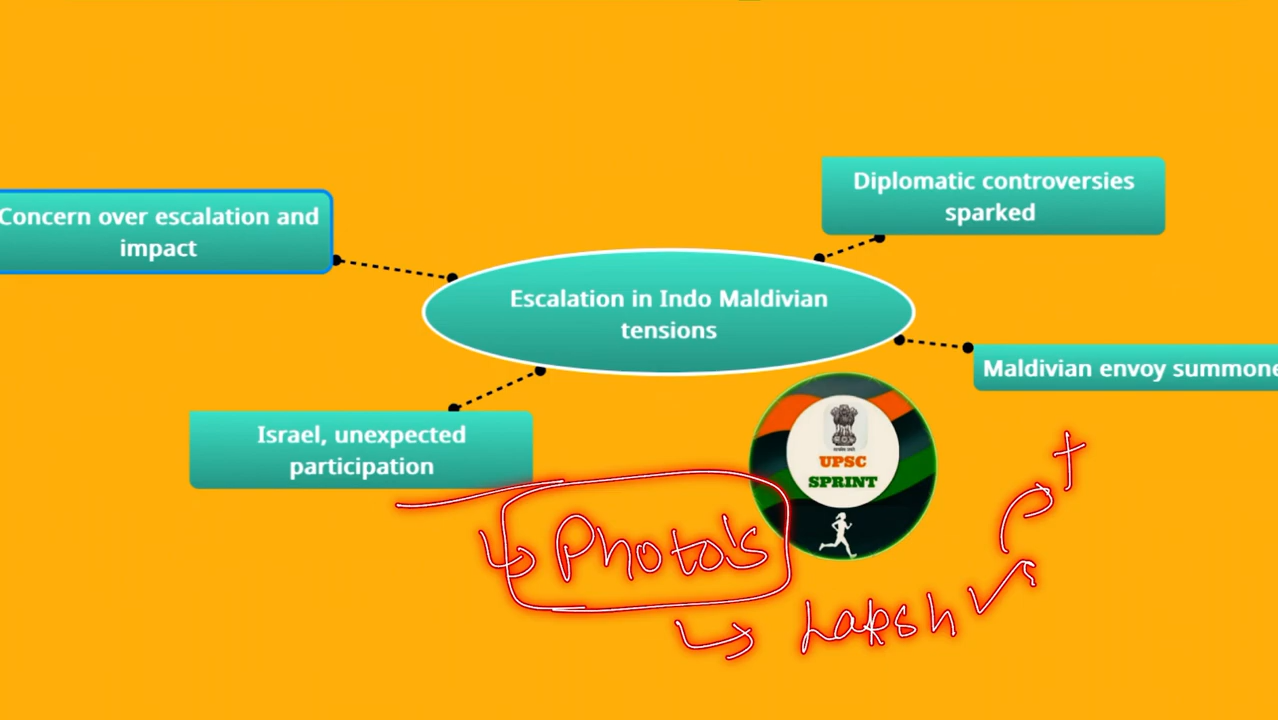 Diplomatic controversies
sparked
Concern over escalation and
impact
Escalation in Indo Maldivian
tensions
Maldivian envoy summone
Israel, unexpected
participation
UPSC
SPRINT
Photo's
Laksh